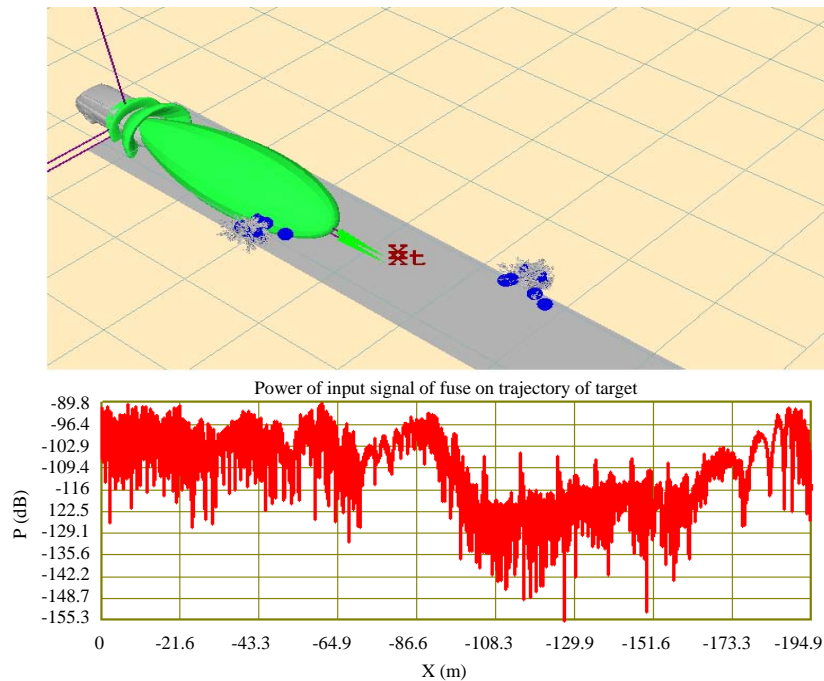 Xt
Power of input signal of fuse on trajectory of target
-89.8
-96.4
-102.9
-109.4
-116
-122.5
-129.1
-135.6
-142.2
-148.7
-155.3
P (dB)
0 -21.6 -43.3 -64.9 -86.6 -108.3 -129.9 -151.6 -173.3 -194.9
X (m)